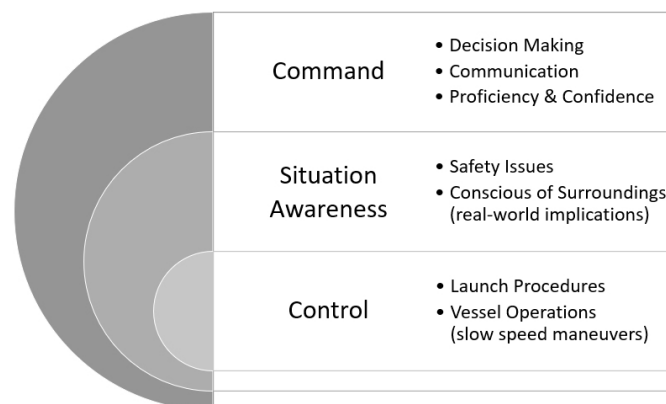 Command
• Decision Making
• Communication
• Proficiency & Confidence
Situation
Awareness
• Safety Issues
• Conscious of Surroundings
(real-world implications)
Control
• Launch Procedures
• Vessel Operations
(slow speed maneuvers)